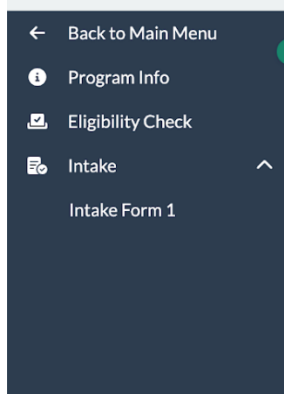 Back to Main Menu
Program Info
Eligibility Check
Intake
Intake Form 1